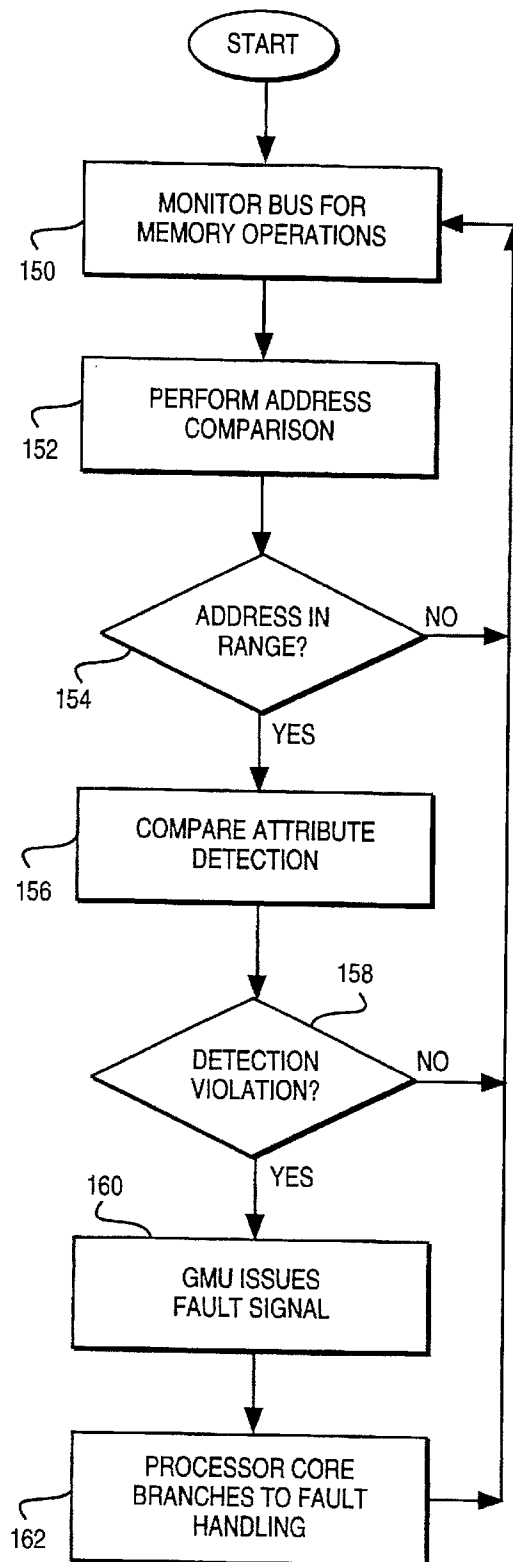 START
MONITOR BUS FOR
MEMORY OPERATIONS
150
PERFORM ADDRESS
COMPARISON
152
ADDRESS IN
RANGE?
NO
154
YES
COMPARE ATTRIBUTE
DETECTION
156
158
DETECTION
VIOLATION?
NO
YES
160
GMU ISSUES
FAULT SIGNAL
PROCESSOR CORE
BRANCHES TO FAULT
HANDLING
162